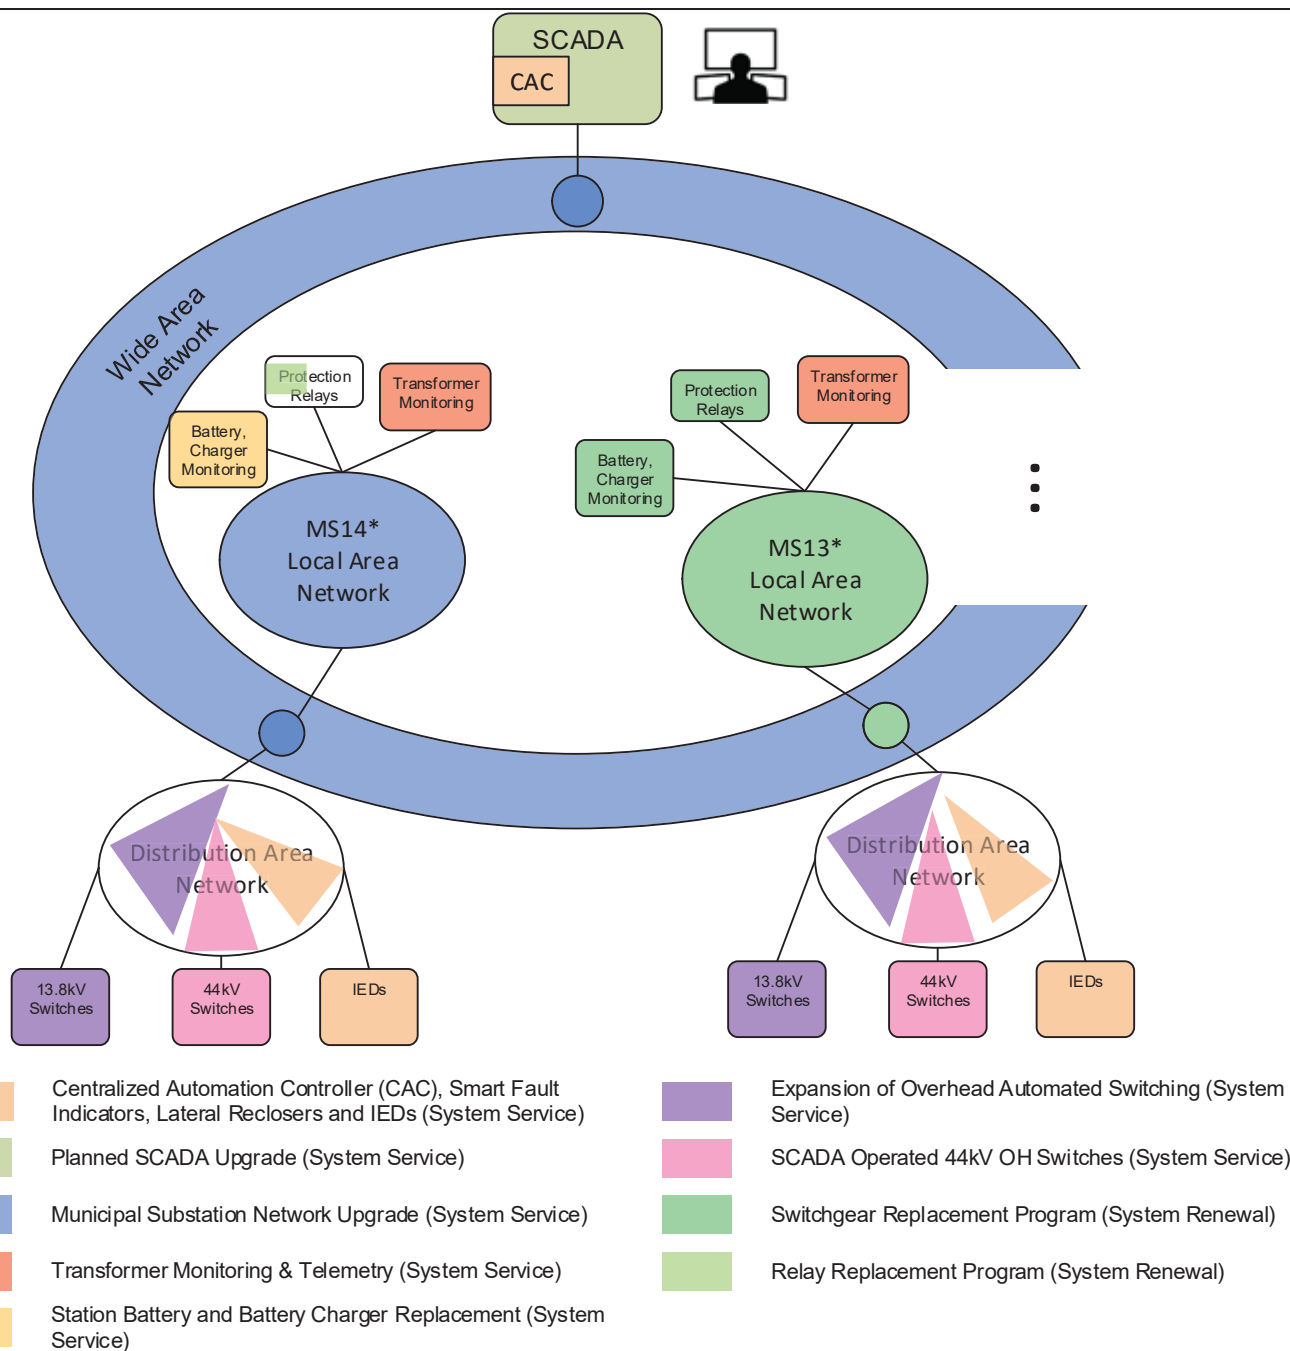 SCADA
CAC
Wide Area
Network
Protection
Relays
Transformer
Monitoring
Battery,
Charger
Monitoring
MS14*
Local Area
Network
Protection
Relays
Transformer
Monitoring
Battery,
Charger
Monitoring
MS13*
Local Area
Network
Distribution Area
Network
13.8kV
Switches
44kV
Switches
IEDs
Distribution Area
Network
13.8kV
Switches
44kV
Switches
IEDs
Centralized Automation Controller (CAC), Smart Fault
Indicators, Lateral Reclosers and IEDs (System Service)
Planned SCADA Upgrade (System Service)
Municipal Substation Network Upgrade (System Service)
Transformer Monitoring & Telemetry (System Service)
Station Battery and Battery Charger Replacement (System
Service)
Expansion of Overhead Automated Switching (System
Service)
SCADA Operated 44kV OH Switches (System Service)
Switchgear Replacement Program (System Renewal)
Relay Replacement Program (System Renewal)